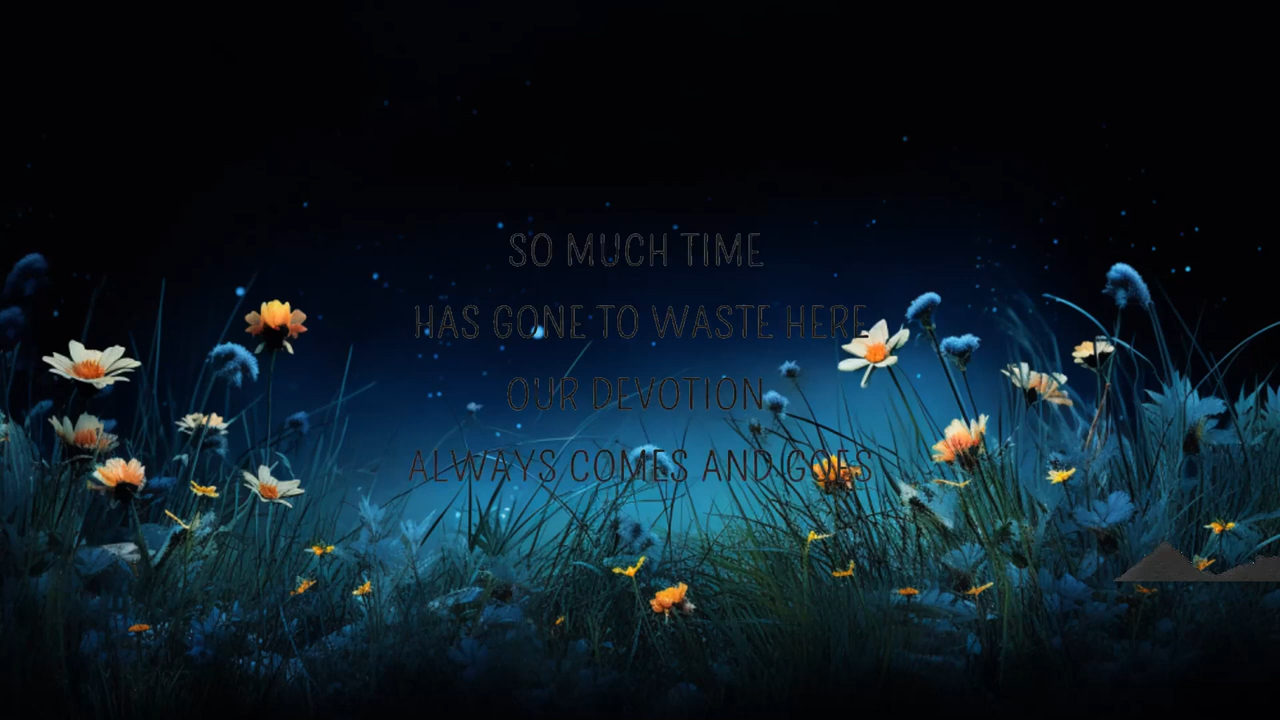 SO MUCH TIME
HAS GONE TO WASTE HERE
OUR DEVOTION
ALWAYS COMES AND GOES